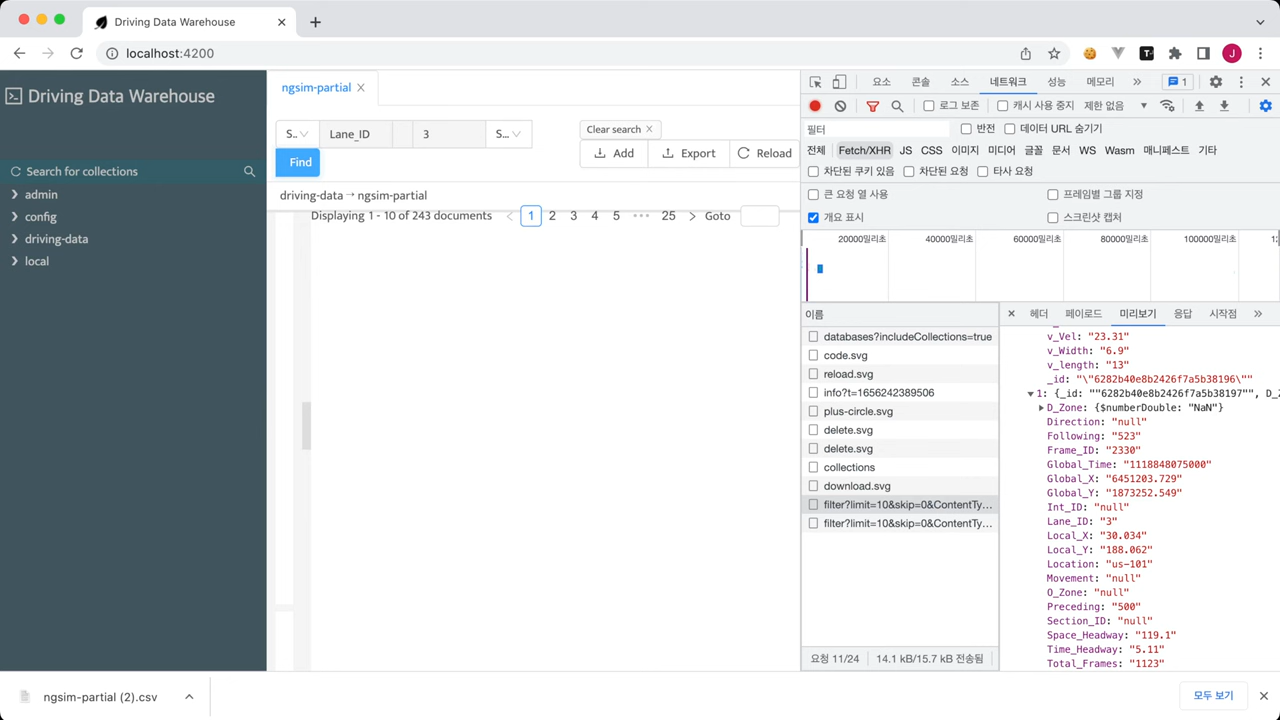 Driving Data Warehouse
localhost:4200
J
Driving Data Warehouse
Search for collections
admin
config
driving-data
local
ngsim-partial
S..
Lane_ID
3
S...
Find
Clear search
Add
Export
Reload
driving-data → ngsim-partial
Displaying 1 - 10 of 243 documents
1 2 3 4 5 ••• 25 Goto
요소 콘솔 소스 네트워크 성능 메모리 » 1
로그 보존 캐시 사용 중지 제한 없음
필터
반전 데이터 URL 숨기기
전체 Fetch/XHR JS CSS 이미지 미디어 글꼴 문서 WS Wasm 매니페스트 기타
차단된 쿠키 있음 차단된 요청 타사 요청
큰 요청 열 사용 프레임별 그룹 지정
개요 표시 스크린샷 캡처
20000밀리초 40000밀리초 60000밀리초 80000밀리초 100000밀리초
이름
databases?includeCollections=true
code.svg
reload.svg
info?t=1656242389506
plus-circle.svg
delete.svg
delete.svg
collections
download.svg
filter?limit=10&skip=0&ContentTy...
filter?limit=10&skip=0&ContentTy...
요청 11/24 14.1 kB/15.7 kB 전송됨
헤더 페이로드 미리보기 응답 시작점 »
v_Vel: "23.31"
v_Width: "6.9"
v_length: "13"
_id: "\"6282b40e8b2426f7a5b38196\""
1: {_id: ""6282b40e8b2426f7a5b38197"", D_Z
D_Zone: {$numberDouble: "NaN"}
Direction: "null"
Following: "523"
Frame_ID: "2330"
Global_Time: "1118848075000"
Global_X: "6451203.729"
Global_Y: "1873252.549"
Int_ID: "null"
Lane_ID: "3"
Local_X: "30.034"
Local_Y: "188.062"
Location: "us-101"
Movement: "null"
O_Zone: "null"
Preceding: "500"
Section_ID: "null"
Space_Headway: "119.1"
Time_Headway: "5.11"
Total_Frames: "1123"
ngsim-partial (2).csv
모두 보기